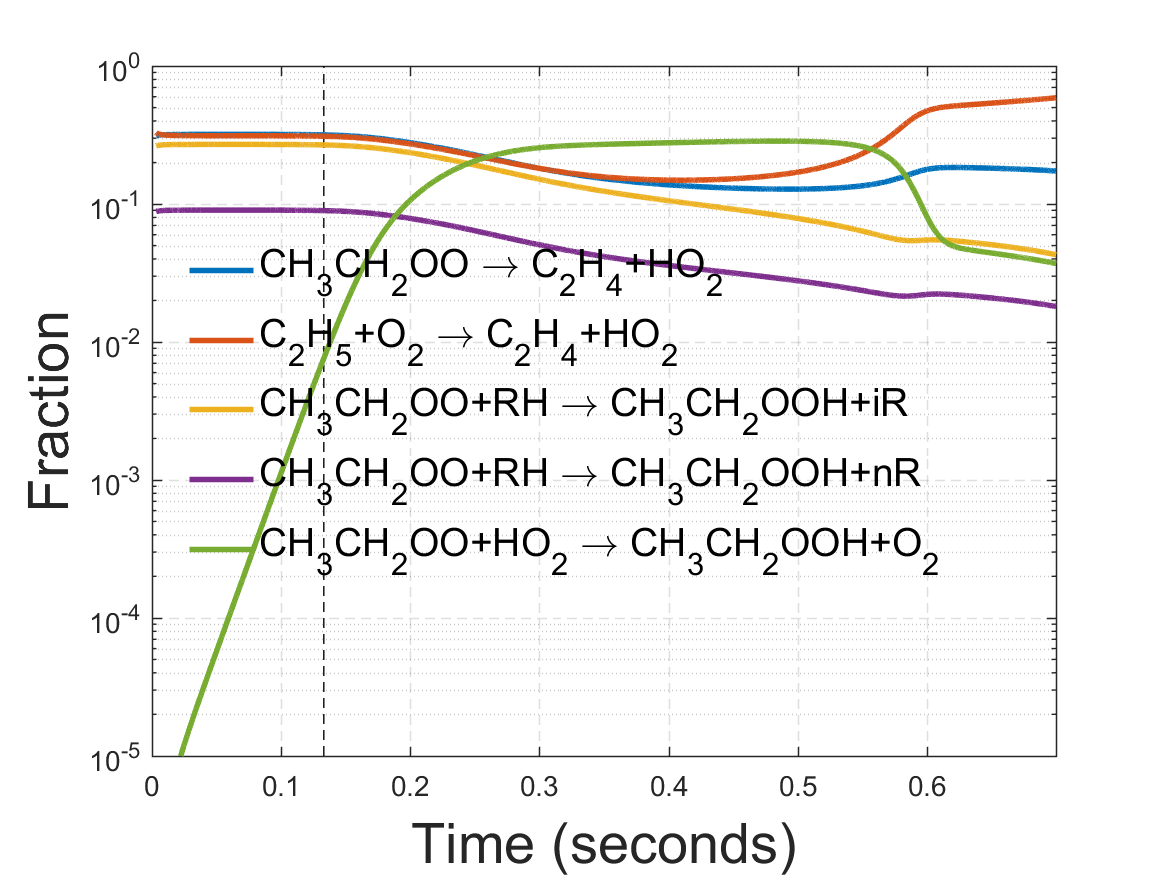 10⁰
10⁻¹
10⁻²
10⁻³
10⁻⁴
10⁻⁵
Fraction
CH₃CH₂OO → C₂H₄+HO₂
C₂H₅+O₂ → C₂H₄+HO₂
CH₃CH₂OO+RH → CH₃CH₂OOH+iR
CH₃CH₂OO+RH → CH₃CH₂OOH+nR
CH₃CH₂OO+HO₂ → CH₃CH₂OOH+O₂
0 0.1 0.2 0.3 0.4 0.5 0.6
Time (seconds)